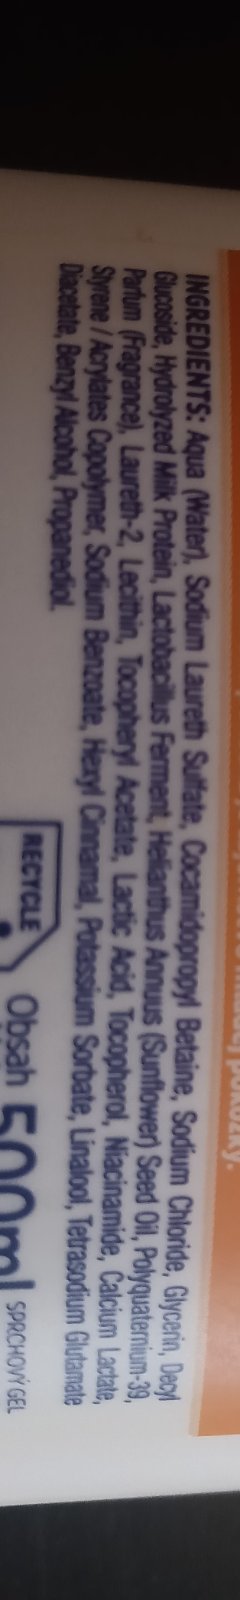 pokožky.
INGREDIENTS: Aqua (Water), Sodium Laureth Sulfate, Cocamidopropyl Betaine, Sodium Chloride, Glycerin, Decyl
Glucoside, Hydrolyzed Milk Protein, Lactobacillus Ferment, Helianthus Annuus (Sunflower) Seed Oil, Polyquaternium-39,
Parfum (Fragrance), Laureth-2, Lecithin, Tocopheryl Acetate, Lactic Acid, Tocopherol, Niacinamide, Calcium Lactate,
Styrene / Acrylates Copolymer, Sodium Benzoate, Hexyl Cinnamal, Potassium Sorbate, Linalool, Tetrasodium Glutamate
Diacetate, Benzyl Alcohol, Propanediol.
RECYCLE
Obsah 500ml SPRCHOVÝ GEL